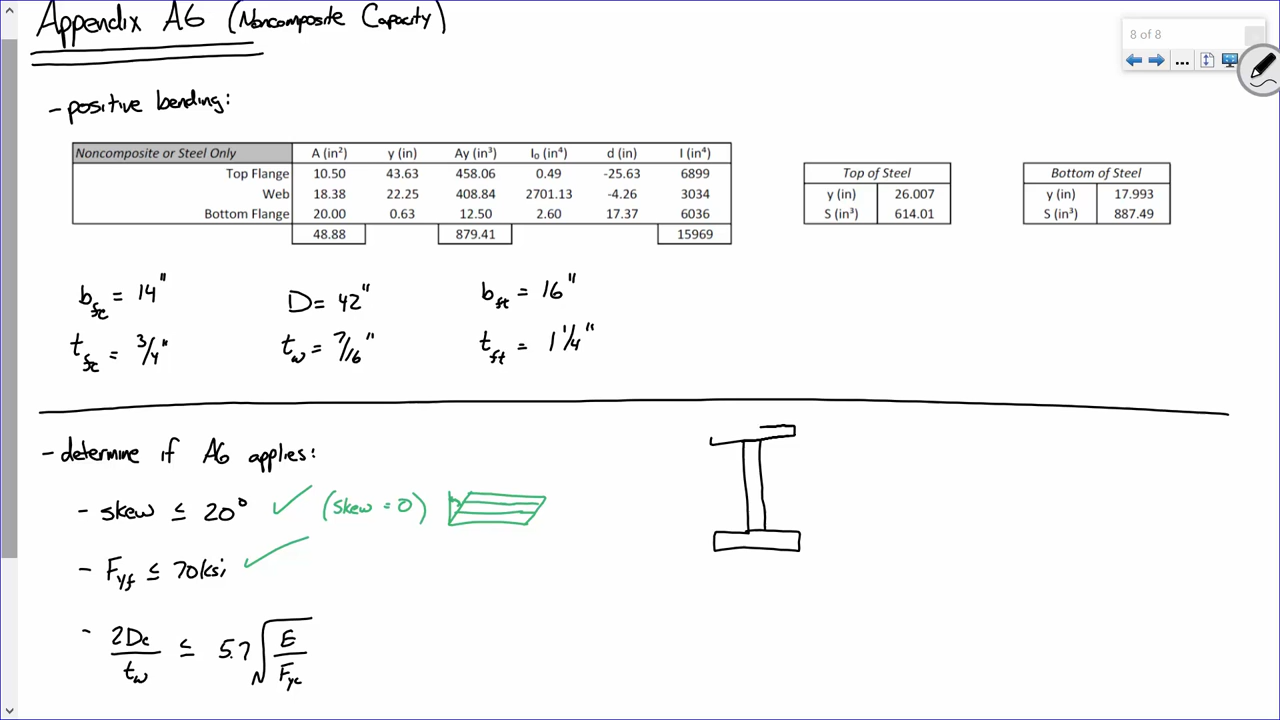 Appendix A6 (Noncomposite Capacity)
8 of 8
- positive bending:
Noncomposite or Steel Only A (in²) y (in) Ay (in³) I₀ (in⁴) d (in) I (in⁴)
Top Flange 10.50 43.63 458.06 0.49 -25.63 6899
Web 18.38 22.25 408.84 2701.13 -4.26 3034
Bottom Flange 20.00 0.63 12.50 2.60 17.37 6036
48.88 879.41 15969
Top of Steel
y (in) 26.007
S (in³) 614.01
Bottom of Steel
y (in) 17.993
S (in³) 887.49
b_fc = 14" D = 42" b_ft = 16"
t_fc = 3/4" t_w = 7/16" t_ft = 1 1/4"
- determine if A6 applies:
- skew ≤ 20° ✓ (skew = 0)
- F_yf ≤ 70ksi ✓
- 2D_c / t_w ≤ 5.7 √(E / F_yc)